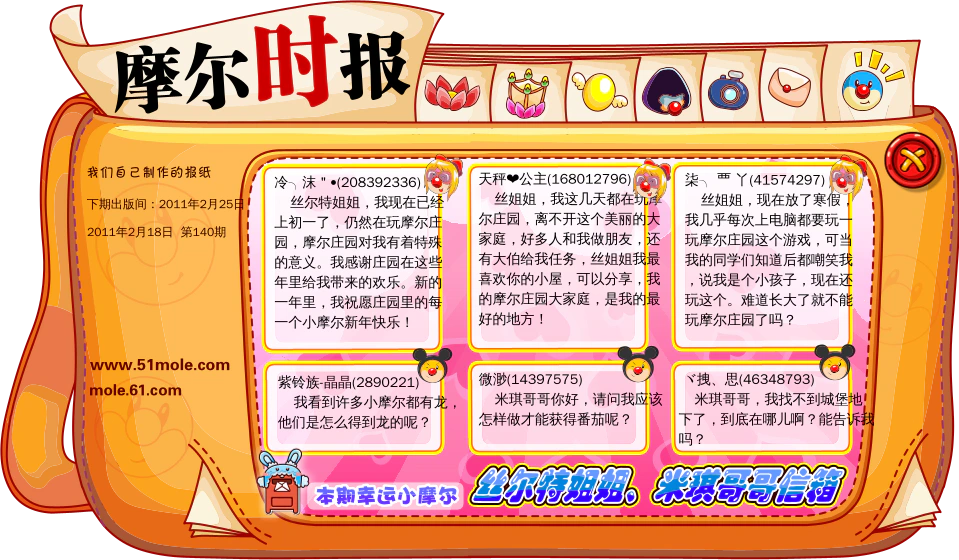 摩尔时报
我们自己制作的报纸
下期出版间：2011年2月25日
2011年2月18日 第140期
www.51mole.com
mole.61.com
冷╮沫＂●(208392336)
丝尔特姐姐，我现在已经
上初一了，仍然在玩摩尔庄
园，摩尔庄园对我有着特殊
的意义。我感谢庄园在这些
年里给我带来的欢乐。新的
一年里，我祝愿庄园里的每
一个小摩尔新年快乐！
天秤❤公主(168012796)
丝姐姐，我这几天都在玩摩
尔庄园，离不开这个美丽的大
家庭，好多人和我做朋友，还
有大伯给我任务，丝姐姐我最
喜欢你的小屋，可以分享，我
的摩尔庄园大家庭，是我的最
好的地方！
柒╮覀丫(41574297)
丝姐姐，现在放了寒假，
我几乎每次上电脑都要玩一
玩摩尔庄园这个游戏，可当
我的同学们知道后都嘲笑我
，说我是个小孩子，现在还
玩这个。难道长大了就不能
玩摩尔庄园了吗？
紫铃族-晶晶(2890221)
我看到许多小摩尔都有龙，
他们是怎么得到龙的呢？
微渺(14397575)
米琪哥哥你好，请问我应该
怎样做才能获得番茄呢？
ヾ拽、思(46348793)
米琪哥哥，我找不到城堡地
下了，到底在哪儿啊？能告诉我
吗？
本期幸运小摩尔
丝尔特姐姐、米琪哥哥信箱